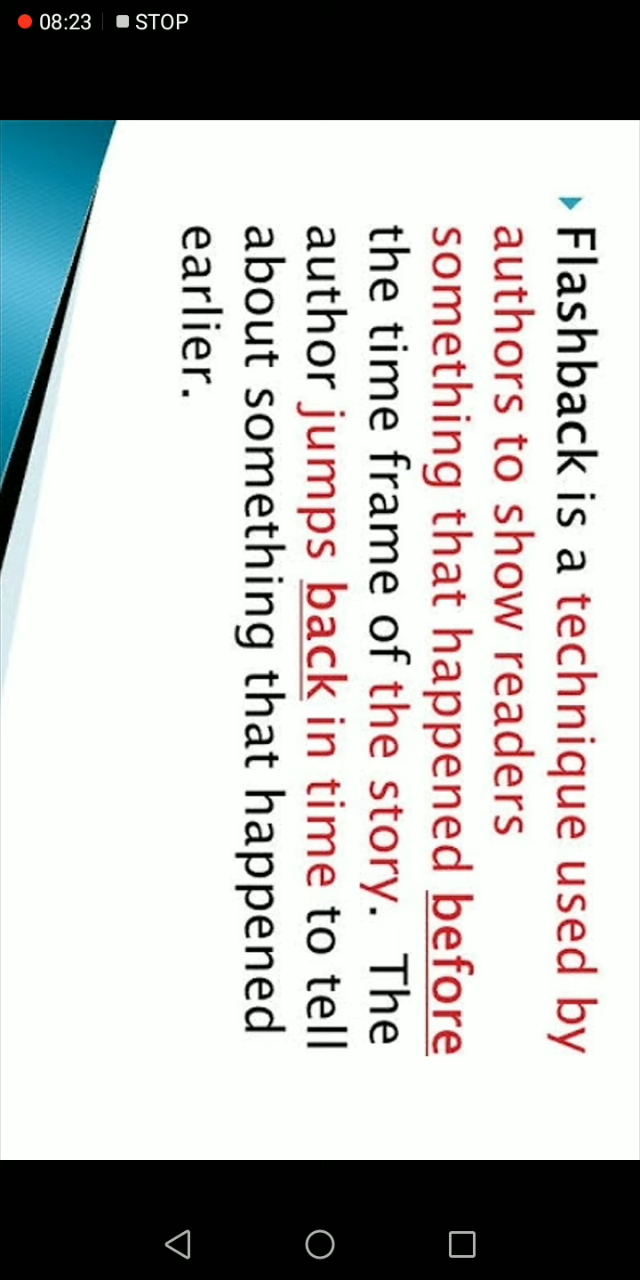 08:23
STOP
Flashback is a technique used by
authors to show readers
something that happened before
the time frame of the story. The
author jumps back in time to tell
about something that happened
earlier.